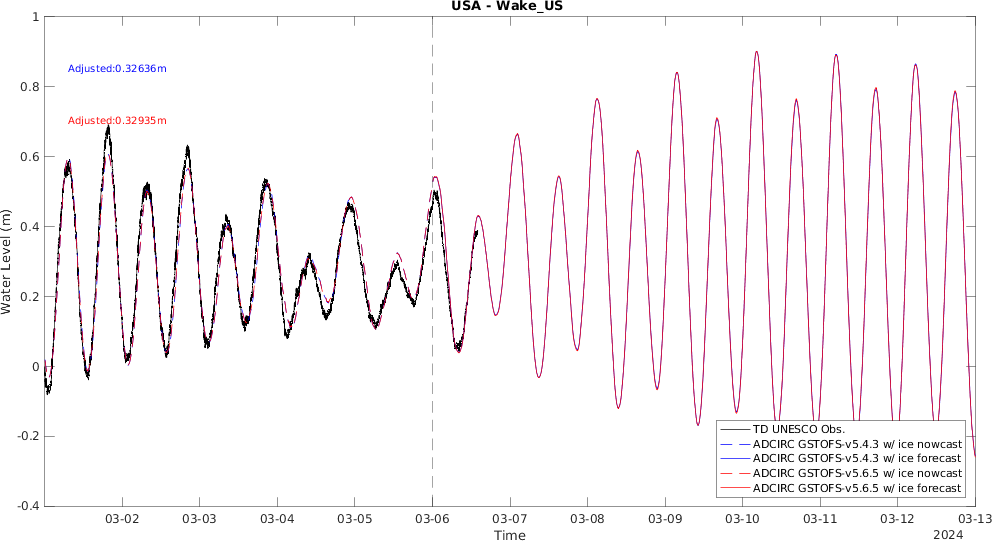 USA - Wake_US
Adjusted:0.32636m
Adjusted:0.32935m
Water Level (m)
1
0.8
0.6
0.4
0.2
0
-0.2
-0.4
TD UNESCO Obs.
ADCIRC GSTOFS-v5.4.3 w/ ice nowcast
ADCIRC GSTOFS-v5.4.3 w/ ice forecast
ADCIRC GSTOFS-v5.6.5 w/ ice nowcast
ADCIRC GSTOFS-v5.6.5 w/ ice forecast
03-02 03-03 03-04 03-05 03-06 03-07 03-08 03-09 03-10 03-11 03-12 03-13
Time
2024